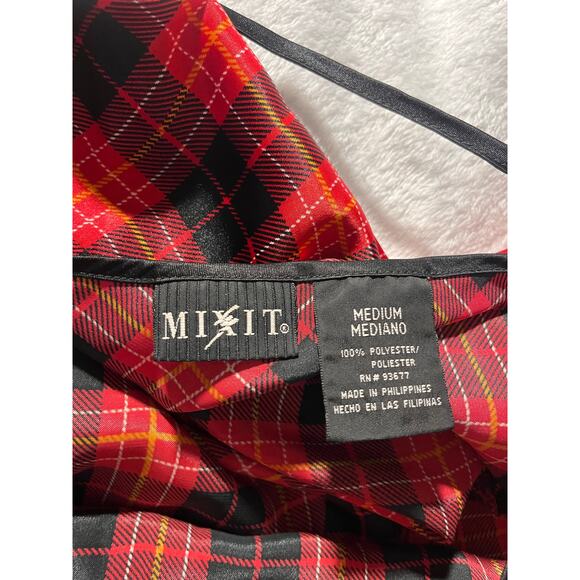 MIXIT®
MEDIUM
MEDIANO
100% POLYESTER/
POLIESTER
RN# 93677
MADE IN PHILIPPINES
HECHO EN LAS FILIPINAS